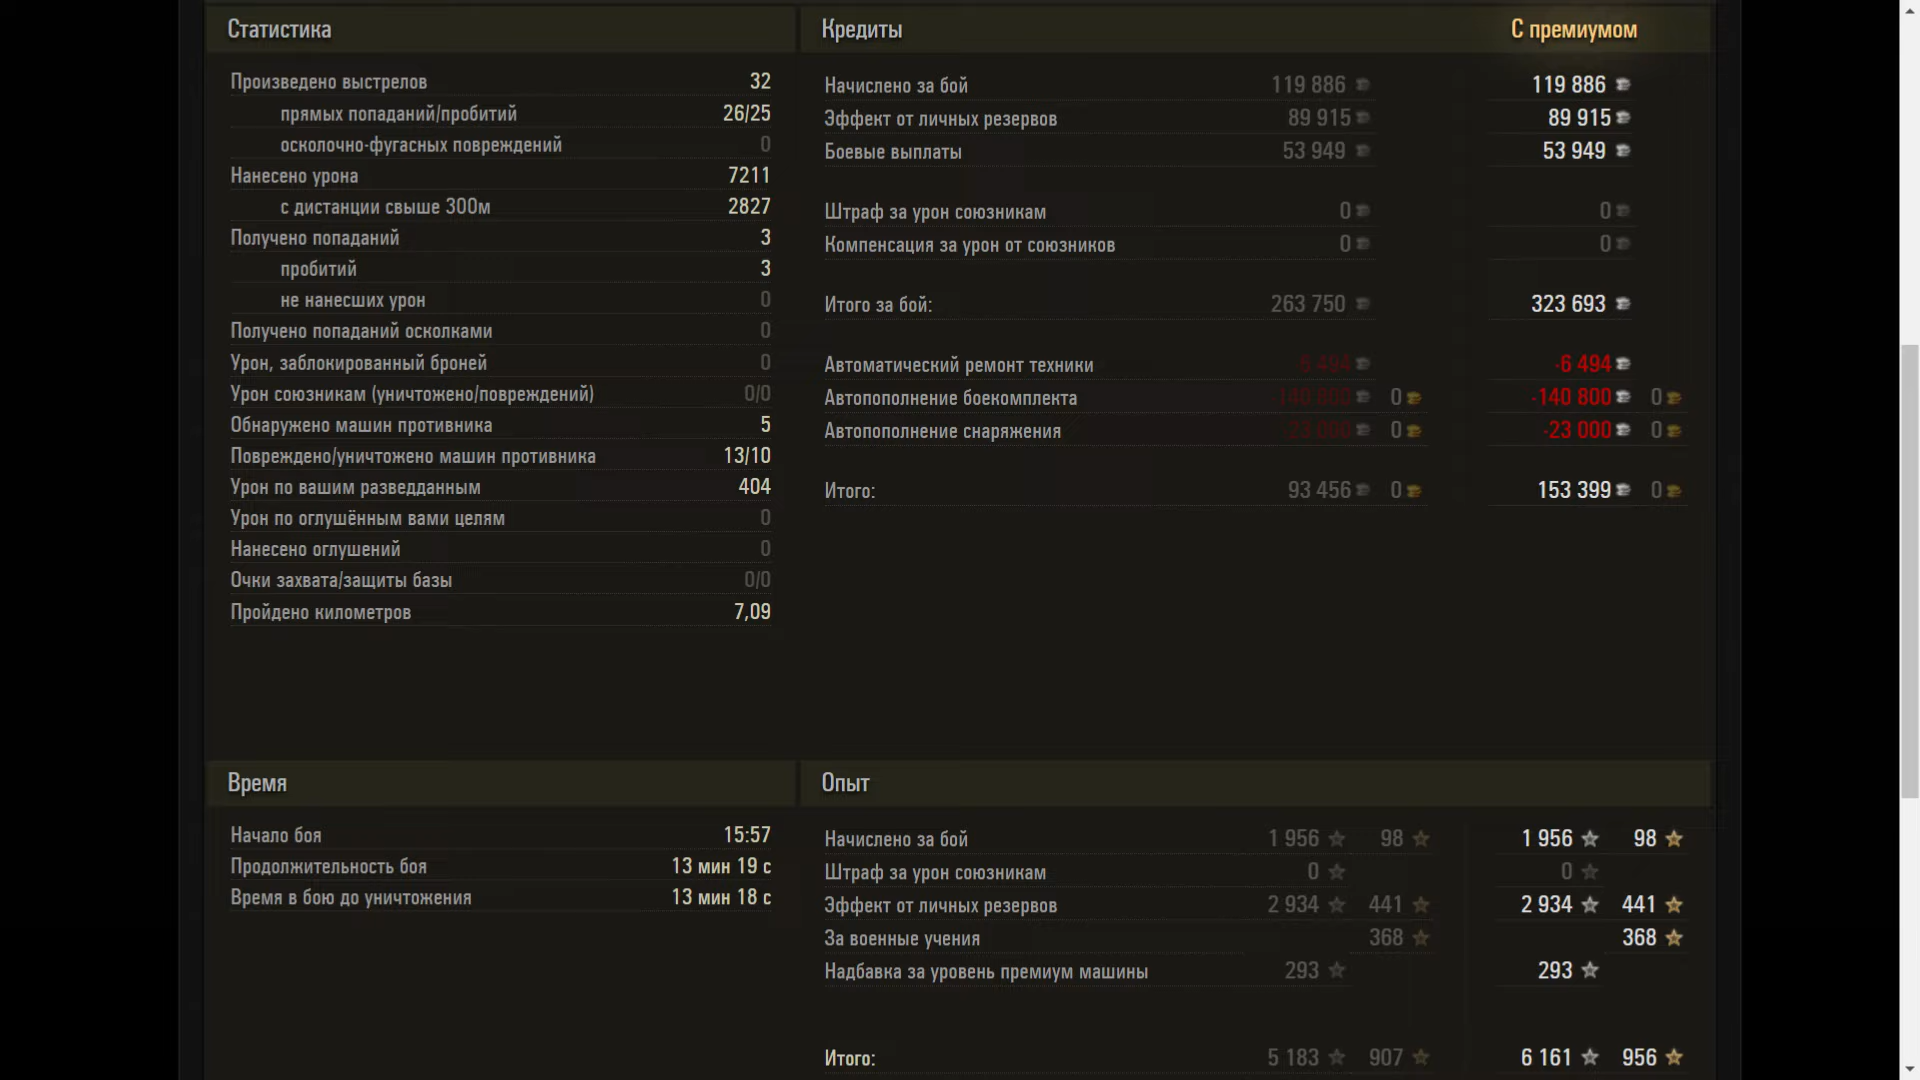 Статистика
Произведено выстрелов 32
прямых попаданий/пробитий 26/25
осколочно-фугасных повреждений 0
Нанесено урона 7211
с дистанции свыше 300м 2827
Получено попаданий 3
пробитий 3
не нанесших урон 0
Получено попаданий осколками 0
Урон, заблокированный броней 0
Урон союзникам (уничтожено/повреждений) 0/0
Обнаружено машин противника 5
Повреждено/уничтожено машин противника 13/10
Урон по вашим разведданным 404
Урон по оглушённым вами целям 0
Нанесено оглушений 0
Очки захвата/защиты базы 0/0
Пройдено километров 7,09
Кредиты С премиумом
Начислено за бой 119 886 119 886
Эффект от личных резервов 89 915 89 915
Боевые выплаты 53 949 53 949
Штраф за урон союзникам 0 0
Компенсация за урон от союзников 0 0
Итого за бой: 263 750 323 693
Автоматический ремонт техники -6 494 -6 494
Автопополнение боекомплекта -140 800 0 -140 800 0
Автопополнение снаряжения -23 000 0 -23 000 0
Итого: 93 456 0 153 399 0
Время
Начало боя 15:57
Продолжительность боя 13 мин 19 с
Время в бою до уничтожения 13 мин 18 с
Опыт
Начислено за бой 1 956 98 1 956 98
Штраф за урон союзникам 0 0
Эффект от личных резервов 2 934 441 2 934 441
За военные учения 368 368
Надбавка за уровень премиум машины 293 293
Итого: 5 183 907 6 161 956